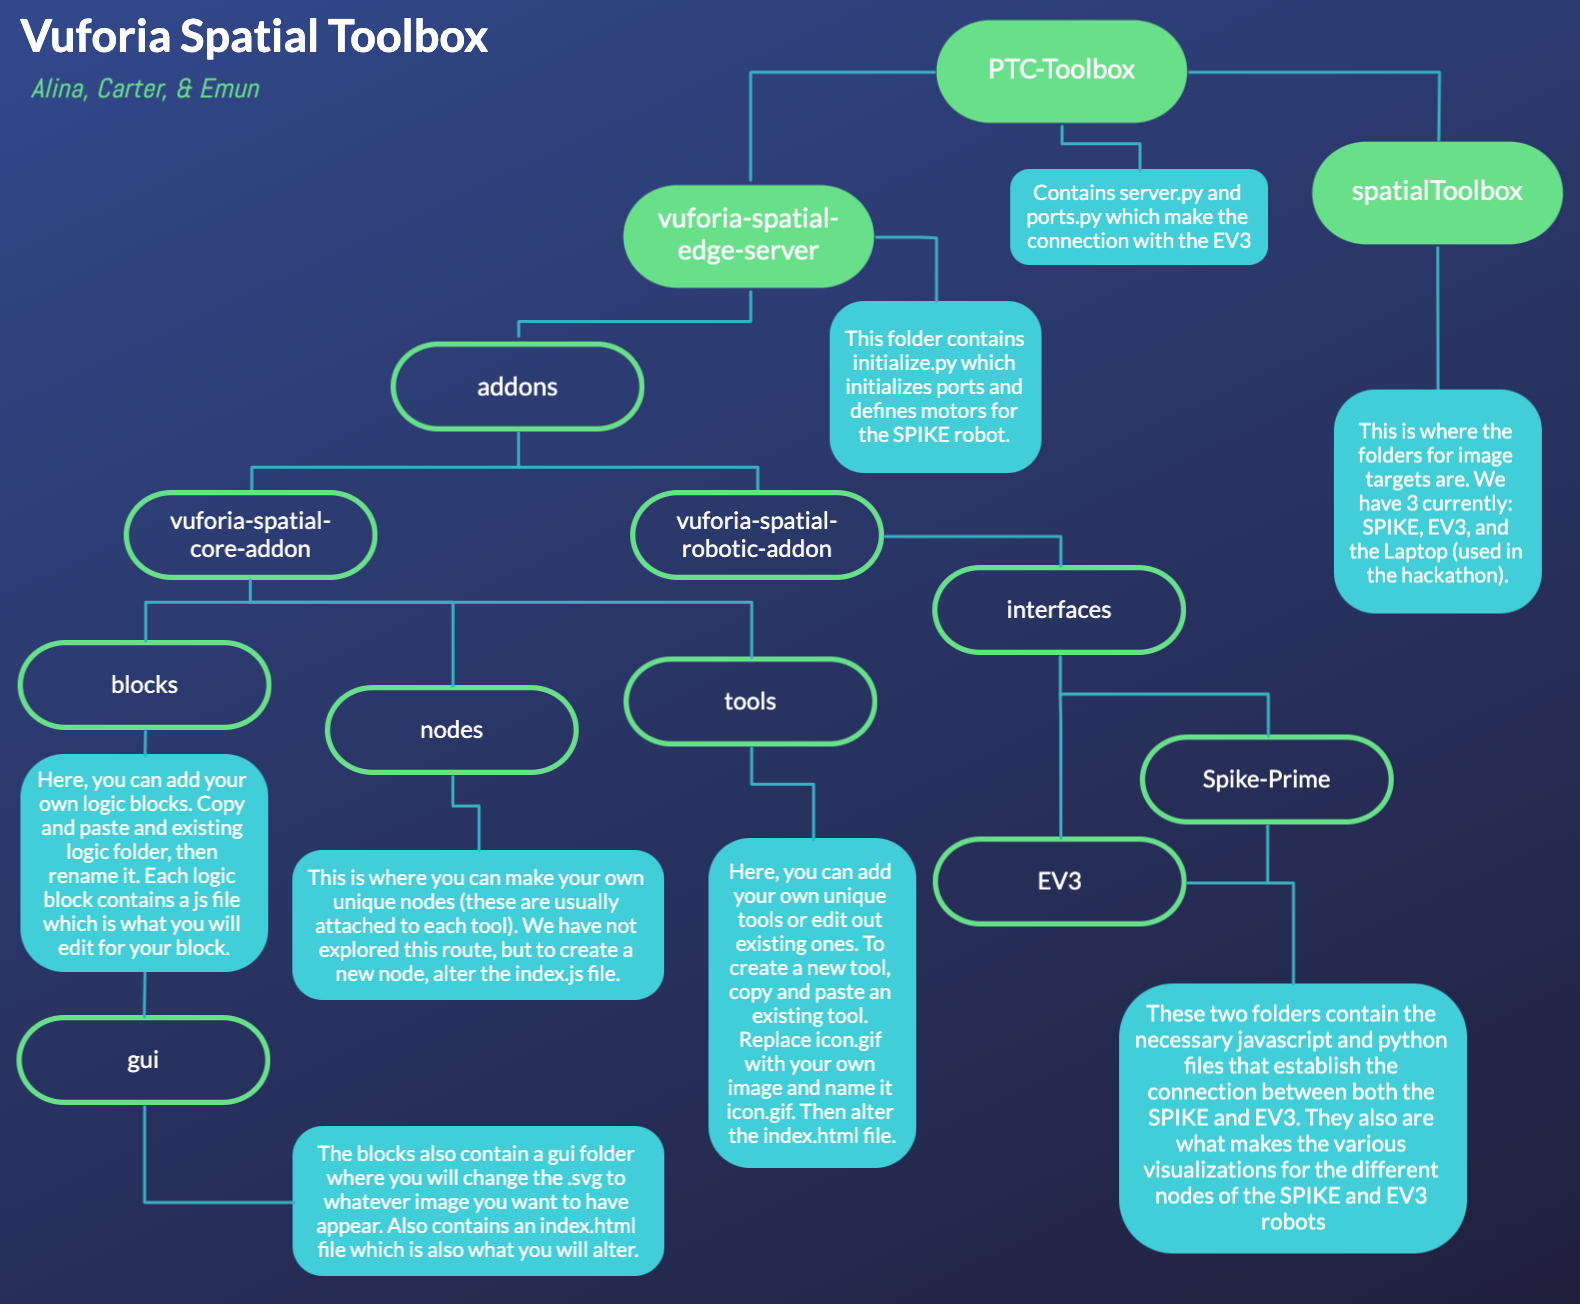 Vuforia Spatial Toolbox
Alina, Carter, & Emun
PTC-Toolbox
Contains server.py and
ports.py which make the
connection with the EV3
spatialToolbox
vuforia-spatial-
edge-server
This folder contains
initialize.py which
initializes ports and
defines motors for
the SPIKE robot.
This is where the
folders for image
targets are. We
have 3 currently:
SPIKE, EV3, and
the Laptop (used in
the hackathon).
addons
vuforia-spatial-
core-addon
vuforia-spatial-
robotic-addon
interfaces
blocks
nodes
tools
Spike-Prime
EV3
Here, you can add your
own logic blocks. Copy
and paste and existing
logic folder, then
rename it. Each logic
block contains a js file
which is what you will
edit for your block.
This is where you can make your own
unique nodes (these are usually
attached to each tool). We have not
explored this route, but to create a
new node, alter the index.js file.
Here, you can add
your own unique
tools or edit out
existing ones. To
create a new tool,
copy and paste an
existing tool.
Replace icon.gif
with your own
image and name it
icon.gif. Then alter
the index.html file.
These two folders contain the
necessary javascript and python
files that establish the
connection between both the
SPIKE and EV3. They also are
what makes the various
visualizations for the different
nodes of the SPIKE and EV3
robots
gui
The blocks also contain a gui folder
where you will change the .svg to
whatever image you want to have
appear. Also contains an index.html
file which is also what you will alter.